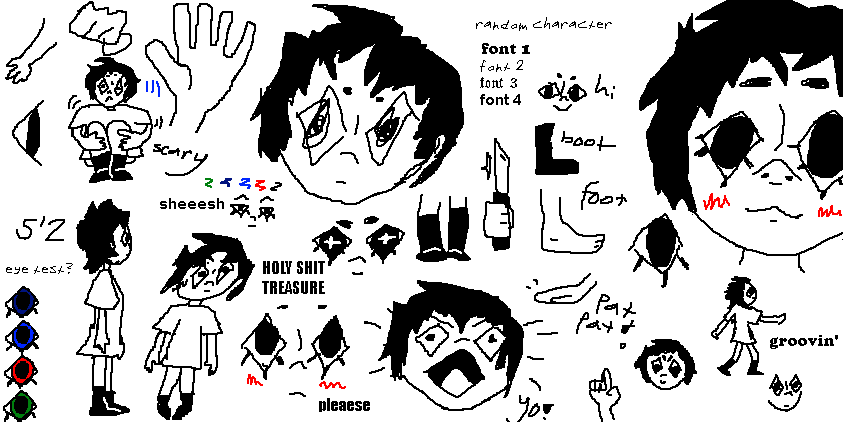 random character
font 1
font 2
font 3
font 4
hi
boot
scary
foot
sheeesh
5'2
eye test?
HOLY SHIT
TREASURE
pat
pat
groovin'
pleaese
yo!